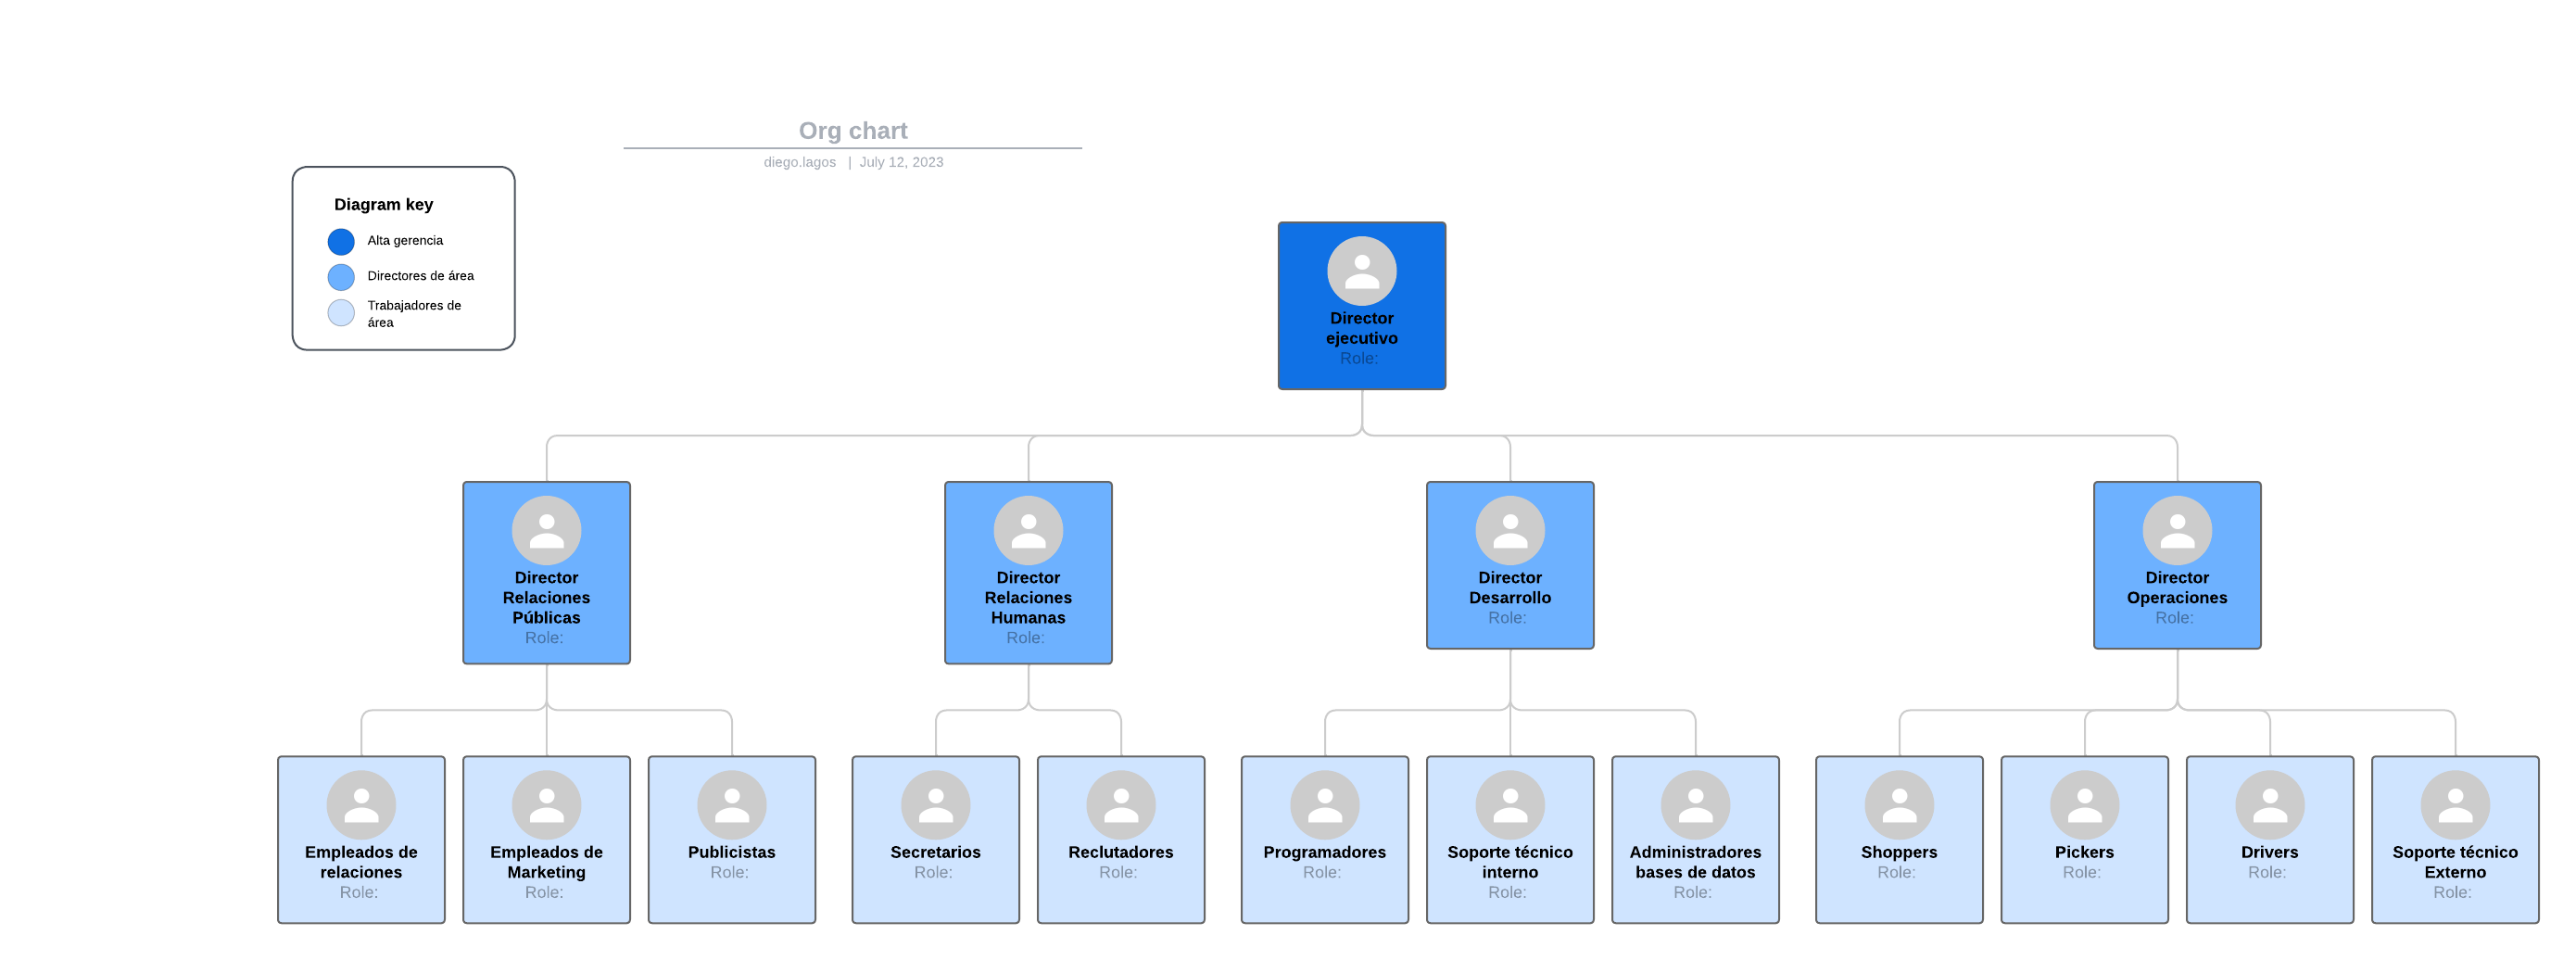 Org chart
diego.lagos | July 12, 2023
Diagram key
Alta gerencia
Directores de área
Trabajadores de
área
Director
ejecutivo
Role:
Director
Relaciones
Públicas
Role:
Director
Relaciones
Humanas
Role:
Director
Desarrollo
Role:
Director
Operaciones
Role:
Empleados de
relaciones
Role:
Empleados de
Marketing
Role:
Publicistas
Role:
Secretarios
Role:
Reclutadores
Role:
Programadores
Role:
Soporte técnico
interno
Role:
Administradores
bases de datos
Role:
Shoppers
Role:
Pickers
Role:
Drivers
Role:
Soporte técnico
Externo
Role: